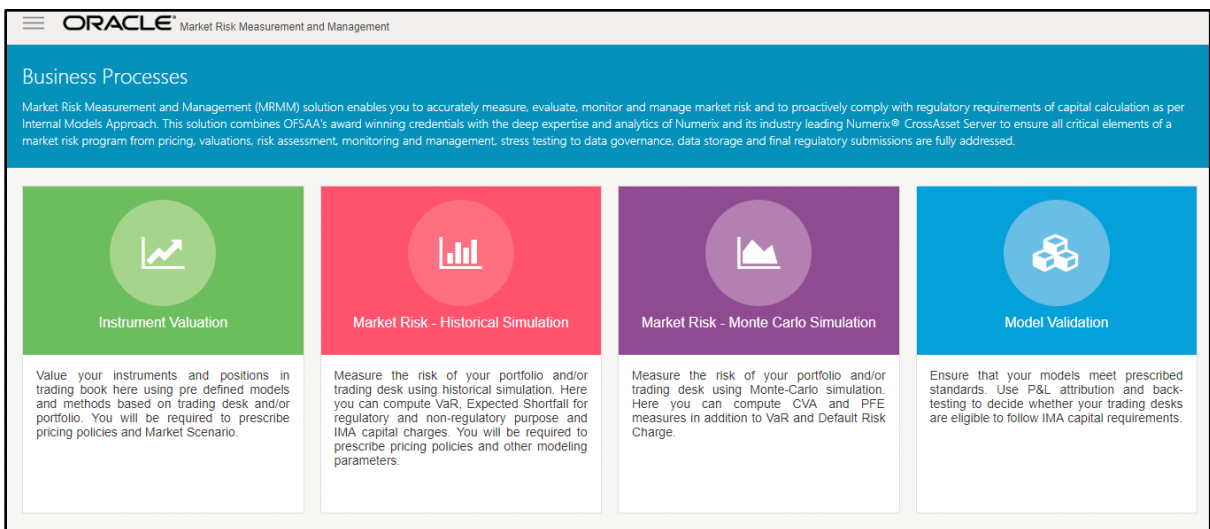 ORACLE® Market Risk Measurement and Management
Business Processes
Market Risk Measurement and Management (MRMM) solution enables you to accurately measure, evaluate, monitor and manage market risk and to proactively comply with regulatory requirements of capital calculation as per
Internal Models Approach. This solution combines OFSAA's award winning credentials with the deep expertise and analytics of Numerix and its industry leading Numerix® CrossAsset Server to ensure all critical elements of a
market risk program from pricing, valuations, risk assessment, monitoring and management, stress testing to data governance, data storage and final regulatory submissions are fully addressed.
Instrument Valuation
Value your instruments and positions in
trading book here using pre defined models
and methods based on trading desk and/or
portfolio. You will be required to prescribe
pricing policies and Market Scenario.
Market Risk - Historical Simulation
Measure the risk of your portfolio and/or
trading desk using historical simulation. Here
you can compute VaR, Expected Shortfall for
regulatory and non-regulatory purpose and
IMA capital charges. You will be required to
prescribe pricing policies and other modeling
parameters.
Market Risk - Monte Carlo Simulation
Measure the risk of your portfolio and/or
trading desk using Monte-Carlo simulation.
Here you can compute CVA and PFE
measures in addition to VaR and Default Risk
Charge.
Model Validation
Ensure that your models meet prescribed
standards. Use P&L attribution and back-
testing to decide whether your trading desks
are eligible to follow IMA capital requirements.